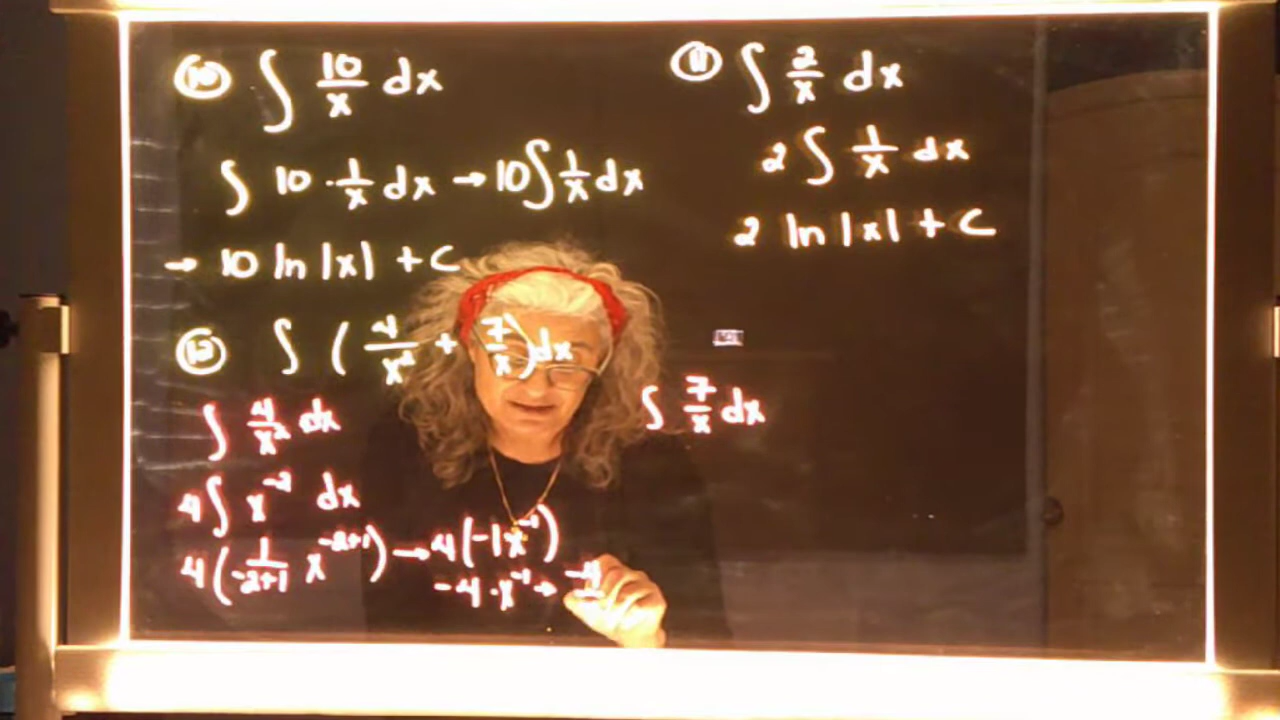 ⑩ ∫ 10/x dx
∫ 10 · 1/x dx → 10 ∫ 1/x dx
→ 10 ln |x| + C
⑪ ∫ 2/x dx
2 ∫ 1/x dx
2 ln |x| + C
⑫ ∫ (4/x² + 7/x) dx
∫ 4/x² dx
4 ∫ x⁻² dx
4 (1/(-2+1) x⁻²⁺¹) → 4 (-1x⁻¹)
-4 · x⁻¹ → -4/
∫ 7/x dx